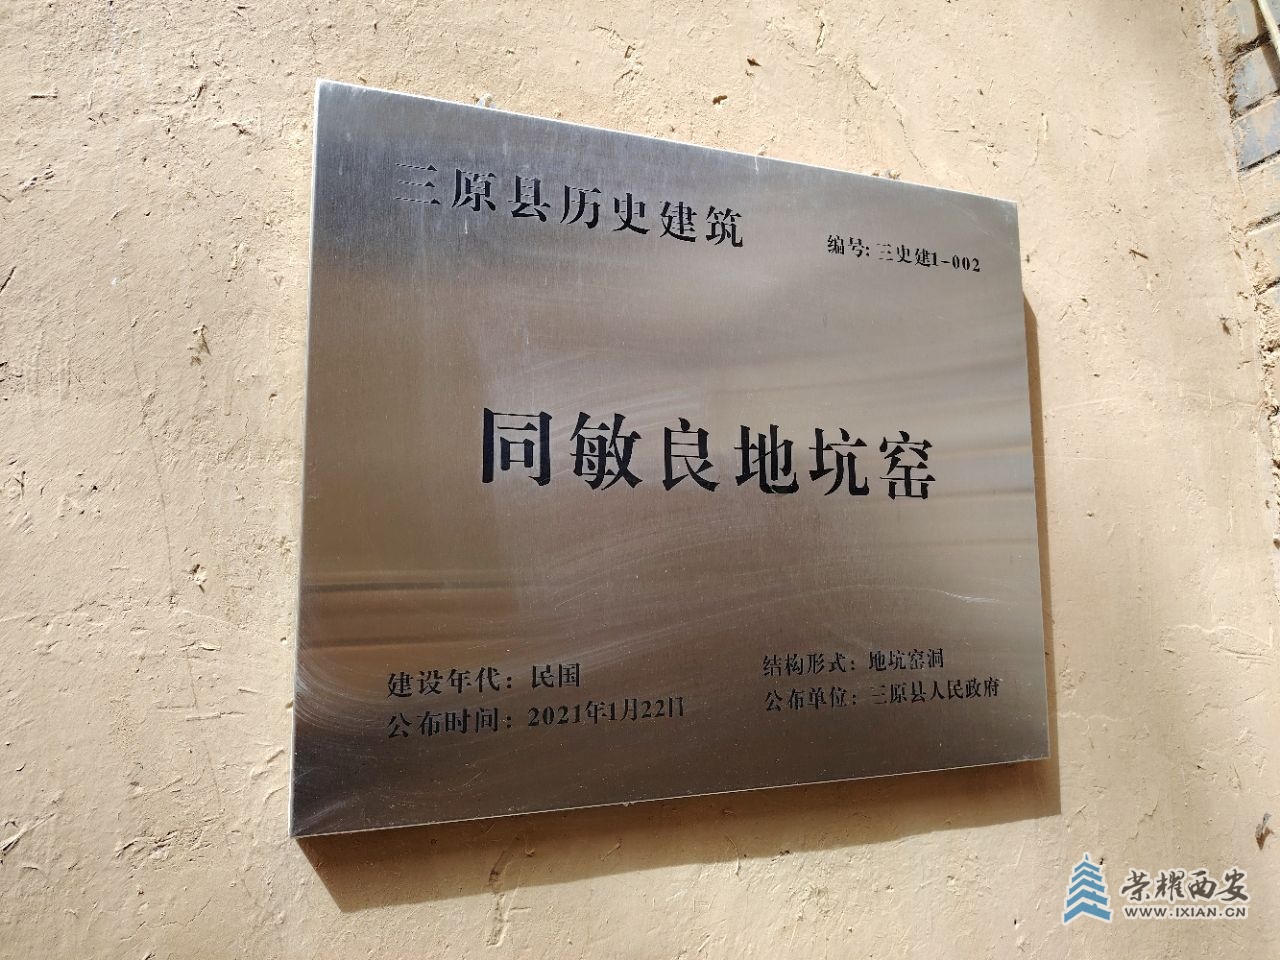 三原县历史建筑
编号:三史建1-002
同敏良地坑窑
建设年代：民国
结构形式：地坑窑洞
公布时间：2021年1月22日
公布单位：三原县人民政府
荣耀西安
WWW.IXIAN.CN